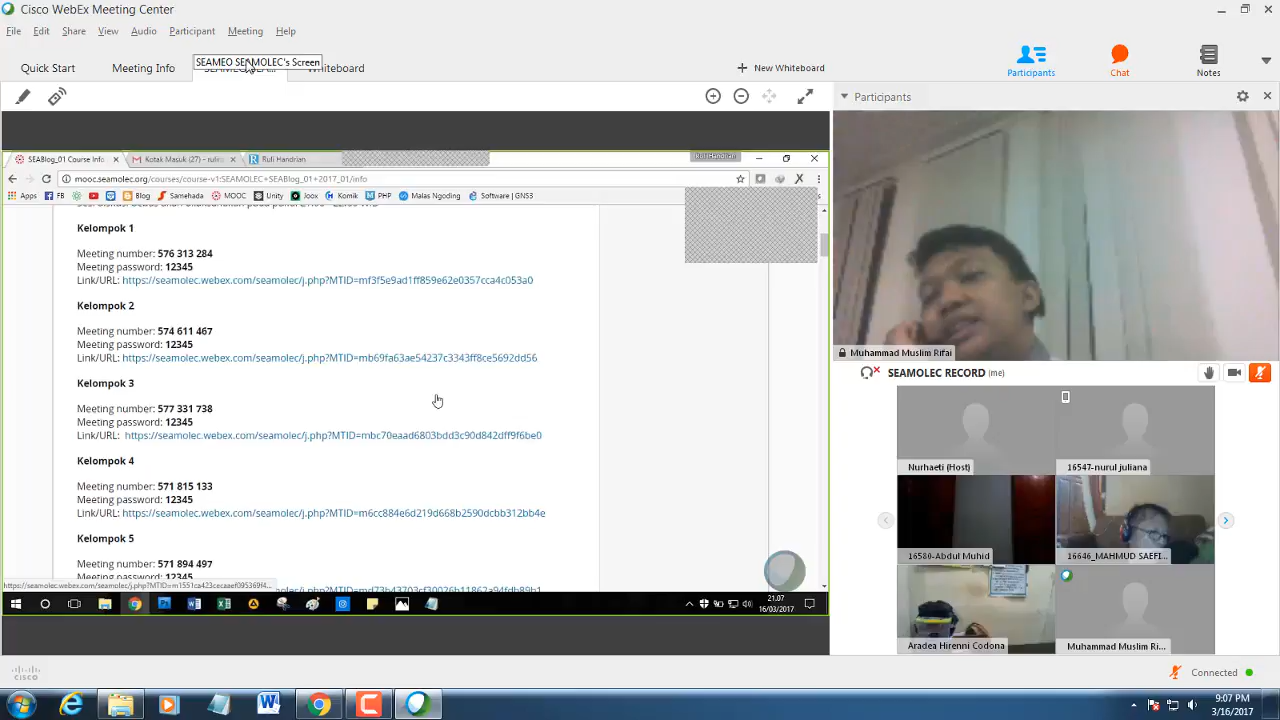 Cisco WebEx Meeting Center
File Edit Share View Audio Participant Meeting Help
SEAMEO SEAMOLEC's Screen
Quick Start Meeting Info Whiteboard
New Whiteboard
Participants Chat Notes
Participants
SEABlog_01 Course Info Kotak Masuk (27) - rulli Rufi Handrian
Rufi Handrian
mooc.seamolec.org/courses/course-v1:SEAMOLEC+SEABlog_01+2017_01/info
Apps FB Blog Samehada MOOC Unity Joox Komik PHP Malas Ngoding Software | GNS3
Kelompok 1
Meeting number: 576 313 284
Meeting password: 12345
Link/URL: https://seamolec.webex.com/seamolec/j.php?MTID=mf3f5e9ad1ff859e62e0357cca4c053a0
Kelompok 2
Meeting number: 574 611 467
Meeting password: 12345
Link/URL: https://seamolec.webex.com/seamolec/j.php?MTID=mb69fa63ae54237c3343ff8ce5692dd56
Kelompok 3
Meeting number: 577 331 738
Meeting password: 12345
Link/URL: https://seamolec.webex.com/seamolec/j.php?MTID=mbc70eaad6803bdd3c90d842dff9f6be0
Kelompok 4
Meeting number: 571 815 133
Meeting password: 12345
Link/URL: https://seamolec.webex.com/seamolec/j.php?MTID=m6cc884e6d219d668b2590dcbb312bb4e
Kelompok 5
Meeting number: 571 894 497
Meeting password: 12345
21.07
16/03/2017
Muhammad Muslim Rifai
SEAMOLEC RECORD (me)
Nurhaeti (Host)
16547-nurul juliana
16580-Abdul Muhid
16646_MAHMUD SAEFI...
Aradea Hirenni Codona
Muhammad Muslim Ri...
Connected
9:07 PM
3/16/2017